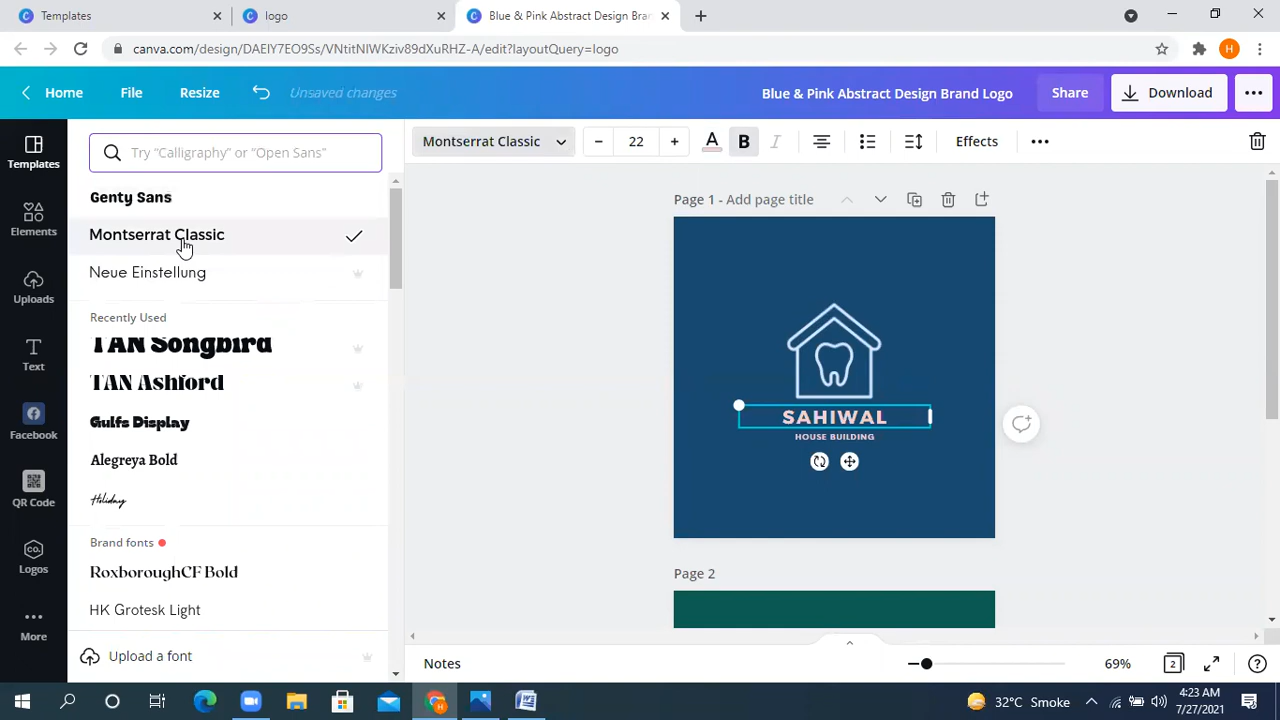 Templates
logo
Blue & Pink Abstract Design Bra
canva.com/design/DAElY7EO9Ss/VNtitNIWKziv89dXuRHZ-A/edit?layoutQuery=logo
H
Home
File
Resize
Unsaved changes
Blue & Pink Abstract Design Brand Logo
Share
Download
Templates
Elements
Uploads
Text
Facebook
QR Code
CO.
Logos
More
Try “Calligraphy” or “Open Sans”
Genty Sans
Montserrat Classic
Neue Einstellung
Recently Used
TAN Songbird
TAN Ashford
Gulfs Display
Alegreya Bold
Holiday
Brand fonts
RoxboroughCF Bold
HK Grotesk Light
Upload a font
Montserrat Classic
22
A
B
I
Effects
Page 1 - Add page title
SAHIWAL
HOUSE BUILDING
Page 2
Notes
69%
2
32°C Smoke
4:23 AM
7/27/2021